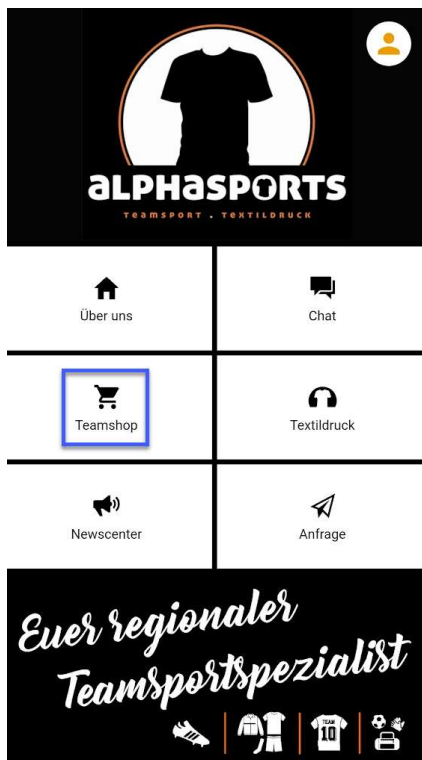 alPHaSPORTS
TeamSPORT . TEXTILDRUCK
Über uns
Chat
Teamshop
Textildruck
Newscenter
Anfrage
Euer regionaler
Teamsportspezialist
TEAM
10